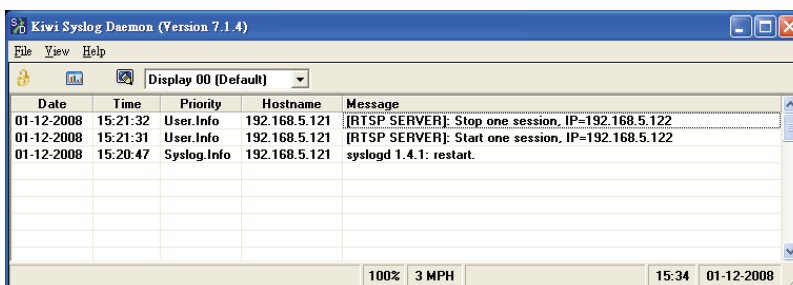 Kiwi Syslog Daemon (Version 7.1.4)
File View Help
Display 00 (Default)
Date Time Priority Hostname Message
01-12-2008 15:21:32 User.Info 192.168.5.121 [RTSP SERVER]: Stop one session, IP=192.168.5.122
01-12-2008 15:21:31 User.Info 192.168.5.121 [RTSP SERVER]: Start one session, IP=192.168.5.122
01-12-2008 15:20:47 Syslog.Info 192.168.5.121 syslogd 1.4.1: restart.
100% 3 MPH 15:34 01-12-2008